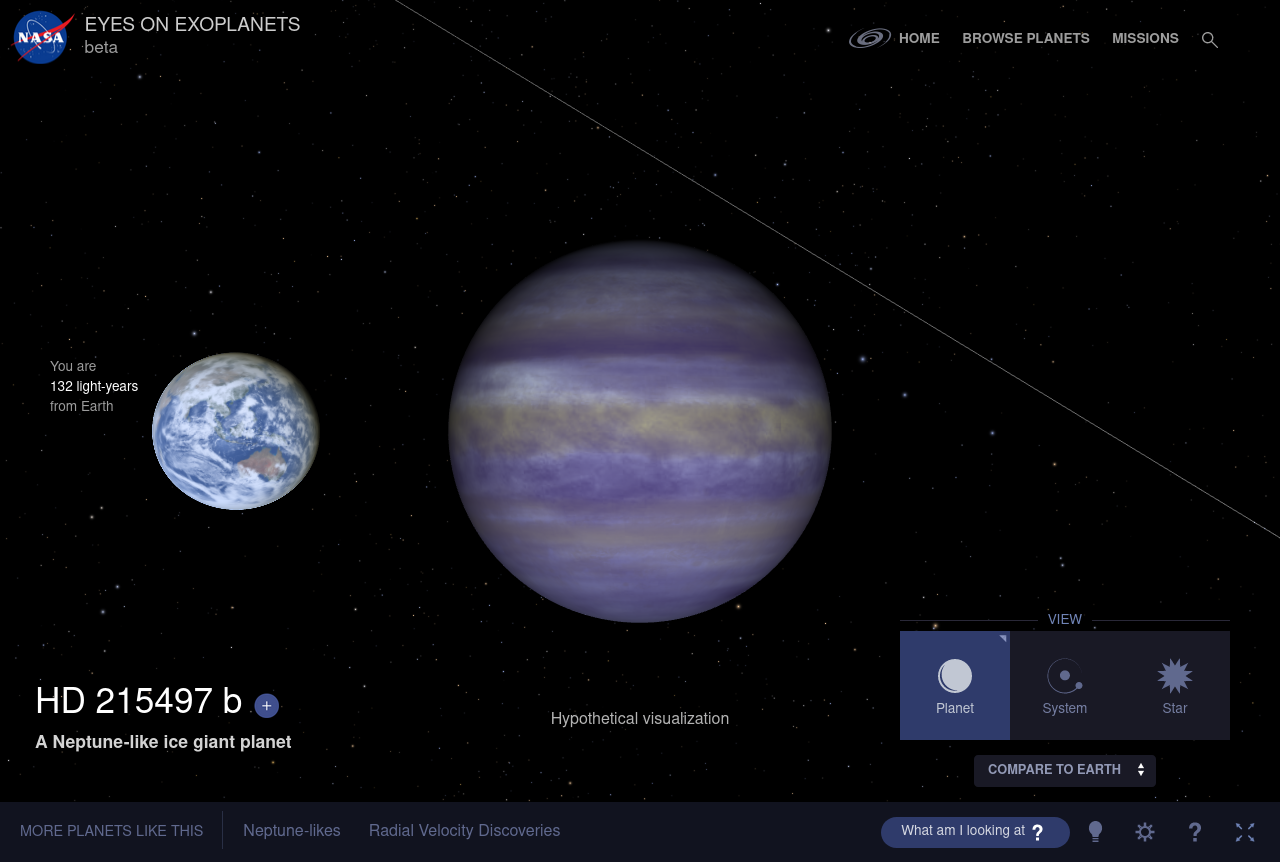 NASA
EYES ON EXOPLANETS
beta
HOME
BROWSE PLANETS
MISSIONS
You are
132 light-years
from Earth
VIEW
Planet
System
Star
HD 215497 b +
A Neptune-like ice giant planet
Hypothetical visualization
COMPARE TO EARTH
MORE PLANETS LIKE THIS
Neptune-likes
Radial Velocity Discoveries
What am I looking at ?
?